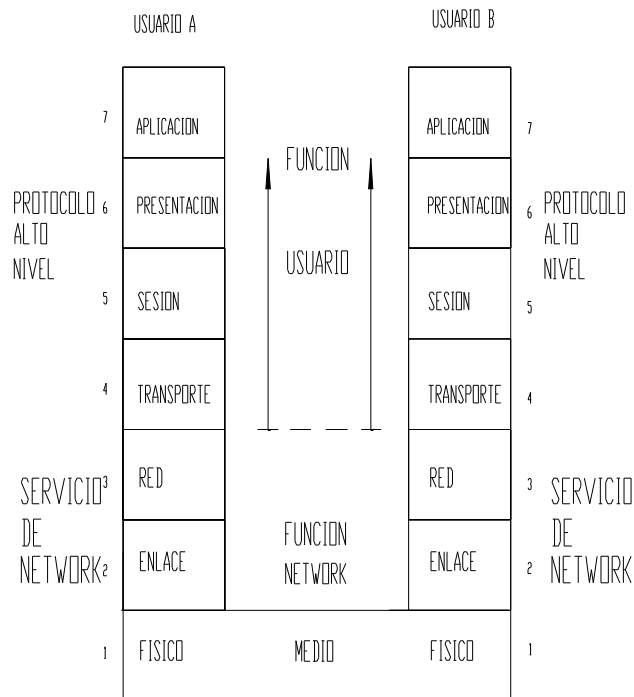 USUARIO A
USUARIO B
7
APLICACION
FUNCION
APLICACION
7
PROTOCOLO
ALTO
NIVEL
6
PRESENTACION
USUARIO
PRESENTACION
6
PROTOCOLO
ALTO
NIVEL
5
SESION
SESION
5
4
TRANSPORTE
TRANSPORTE
4
SERVICIO
DE
NETWORK
3
RED
RED
3
SERVICIO
DE
NETWORK
2
ENLACE
FUNCION
NETWORK
ENLACE
2
1
FISICO
MEDIO
FISICO
1